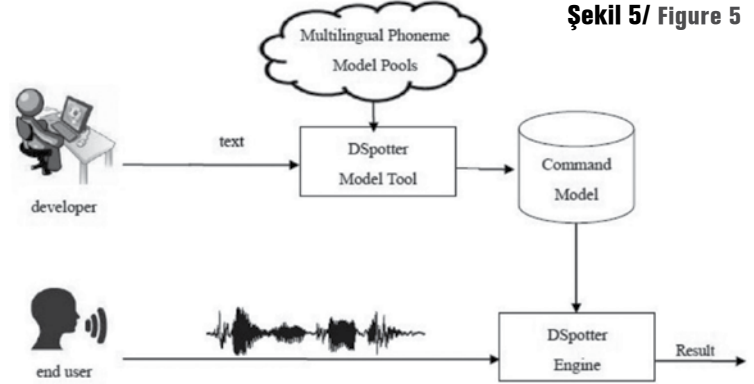 Şekil 5/ Figure 5
Multilingual Phoneme
Model Pools
text
DSpotter
Model Tool
Command
Model
developer
DSpotter
Engine
Result
end user